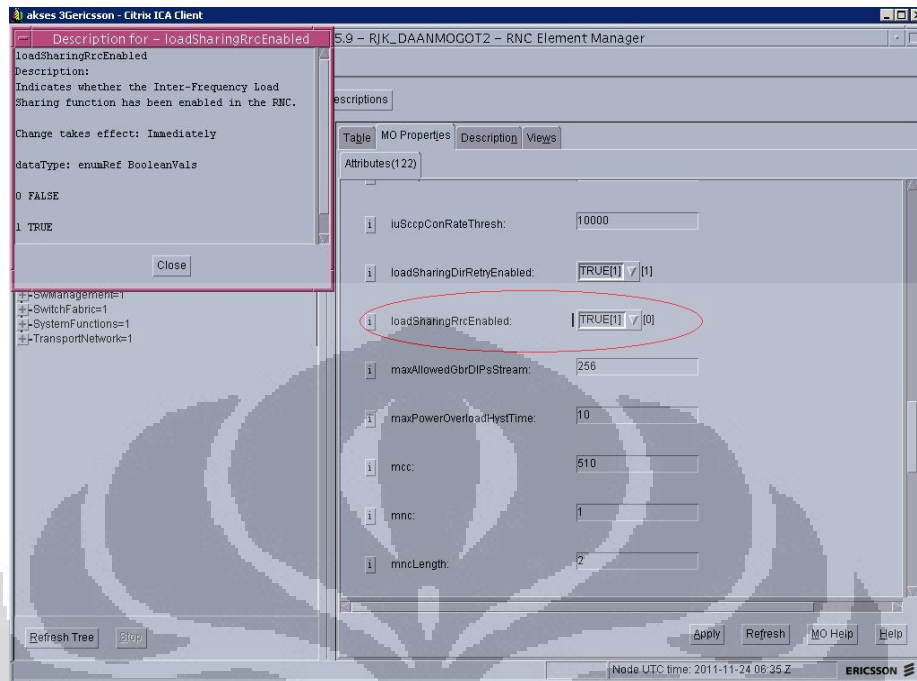 akses 3Gericsson - Citrix ICA Client
Description for - loadSharingRrcEnabled
5.9 - RJK_DAANMOGOT2 - RNC Element Manager
loadSharingRrcEnabled
Description:
Indicates whether the Inter-Frequency Load
Sharing function has been enabled in the RNC.
Change takes effect: Immediately
dataType: enumRef BooleanVals
0 FALSE
1 TRUE
Close
escriptions
Table MO Properties Description Views
Attributes(122)
iuSccpConRateThresh: 10000
loadSharingDirRetryEnabled: TRUE[1] [1]
loadSharingRrcEnabled: TRUE[1] [0]
maxAllowedGbrDlPsStream: 256
maxPowerOverloadHystTime: 10
mcc: 510
mnc: 1
mncLength: 2
SwManagement=1
SwitchFabric=1
SystemFunctions=1
TransportNetwork=1
Refresh Tree Stop
Apply Refresh MO Help Help
Node UTC time: 2011-11-24 06:35 Z
ERICSSON